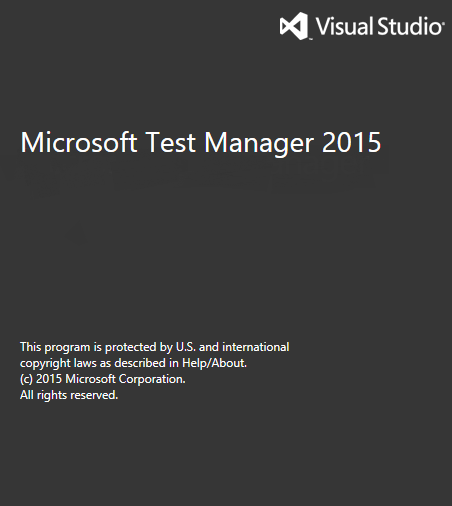 Visual Studio
Microsoft Test Manager 2015
This program is protected by U.S. and international
copyright laws as described in Help/About.
(c) 2015 Microsoft Corporation.
All rights reserved.